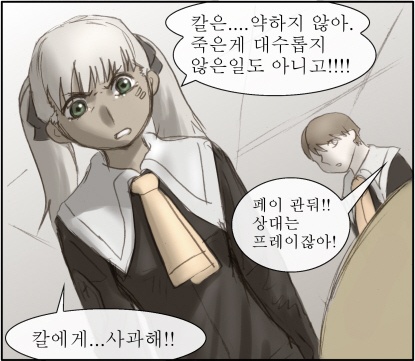 칼은....약하지 않아.
죽은게 대수롭지
않은일도 아니고!!!!
페이 관둬!!
상대는
프레이잖아!
칼에게...사과해!!